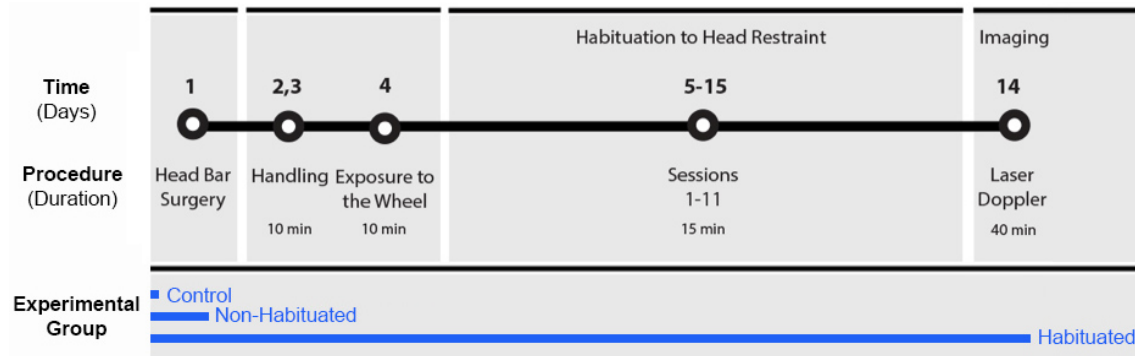 Habituation to Head Restraint
Imaging
Time
(Days)
1
2,3
4
5-15
14
Procedure
(Duration)
Head Bar
Surgery
Handling
10 min
Exposure to
the Wheel
10 min
Sessions
1-11
15 min
Laser
Doppler
40 min
Experimental
Group
Control
Non-Habituated
Habituated